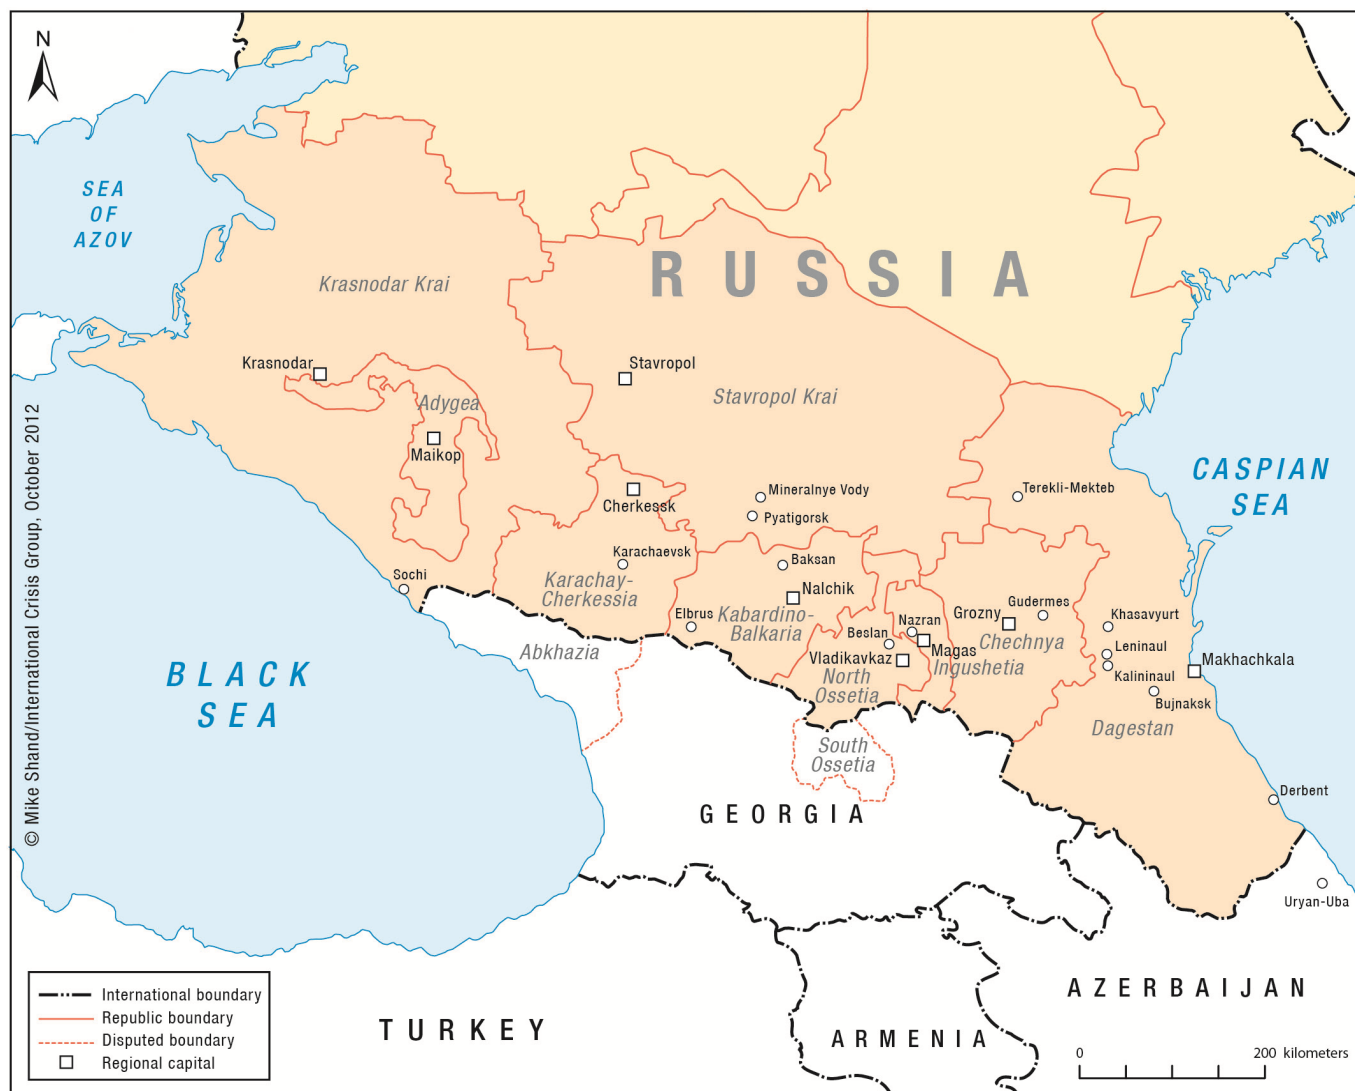 N
SEA
OF
AZOV
RUSSIA
Krasnodar Krai
Krasnodar
Stavropol
Adygea
Stavropol Krai
Maikop
CASPIAN
SEA
Terekli-Mekteb
Mineralnye Vody
Cherkessk
Pyatigorsk
Karachaevsk
Baksan
Sochi
Karachay-
Cherkessia
Nalchik
Elbrus
Kabardino-
Balkaria
Gudermes
Grozny
Khasavyurt
Nazran
Beslan
Chechnya
Leninaul
Magas
Abkhazia
Vladikavkaz
Ingushetia
Makhachkala
Kalininaul
North
Ossetia
Bujnaksk
BLACK
SEA
Dagestan
South
Ossetia
Derbent
GEORGIA
Uryan-Uba
AZERBAIJAN
TURKEY
ARMENIA
International boundary
Republic boundary
Disputed boundary
Regional capital
0 200 kilometers
© Mike Shand/International Crisis Group, October 2012